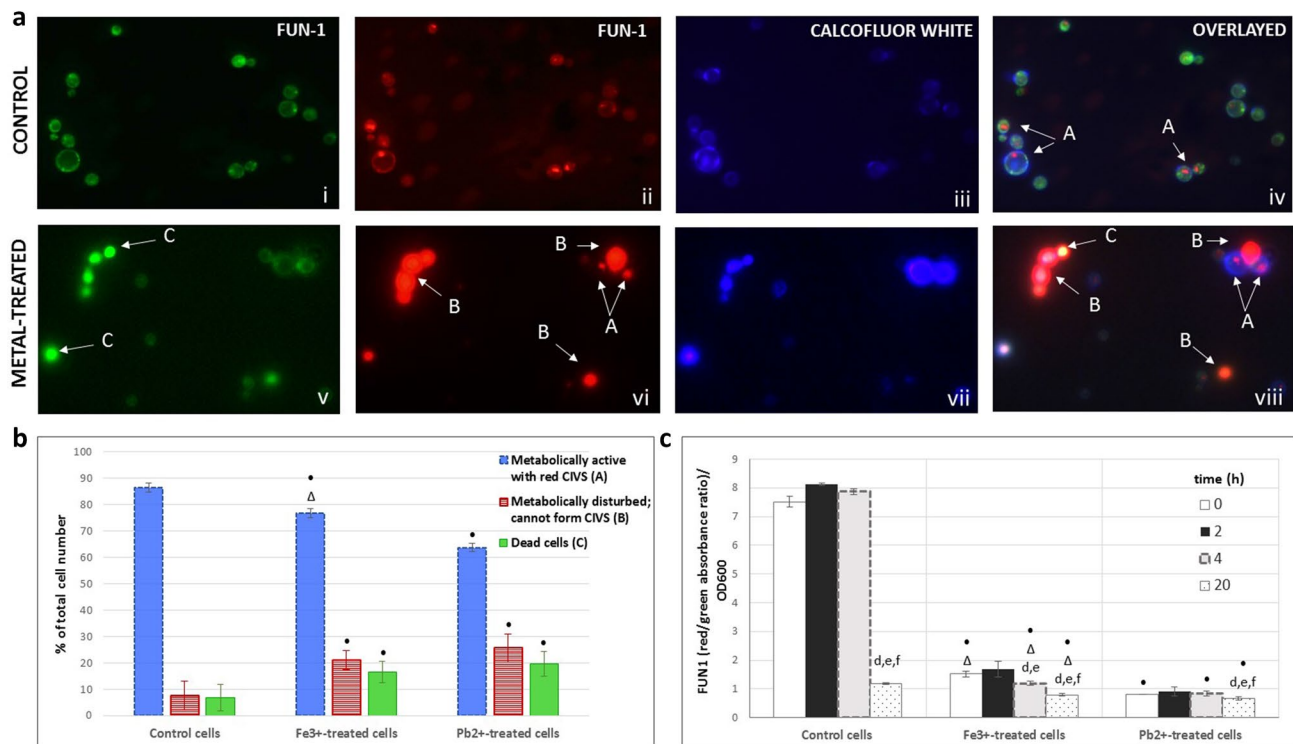 a
CONTROL
FUN-1
FUN-1
CALCOFLUOR WHITE
OVERLAYED
A
A
i
ii
iii
iv
METAL-TREATED
C
C
v
B
B
A
B
vi
vii
C
B
B
A
B
viii
b
% of total cell number
100
90
80
70
60
50
40
30
20
10
0
Metabolically active
with red CIVS (A)
Metabolically disturbed;
cannot form CIVS (B)
Dead cells (C)
•
Δ
•
•
•
•
•
Control cells
Fe3+-treated cells
Pb2+-treated cells
c
FUN1 (red/green absorbance ratio)/
OD600
9
8
7
6
5
4
3
2
1
0
time (h)
0
2
4
20
d,e,f
•
Δ
•
Δ
d,e
•
Δ
d,e,f
•
•
•
d,e,f
Control cells
Fe3+-treated cells
Pb2+-treated cells